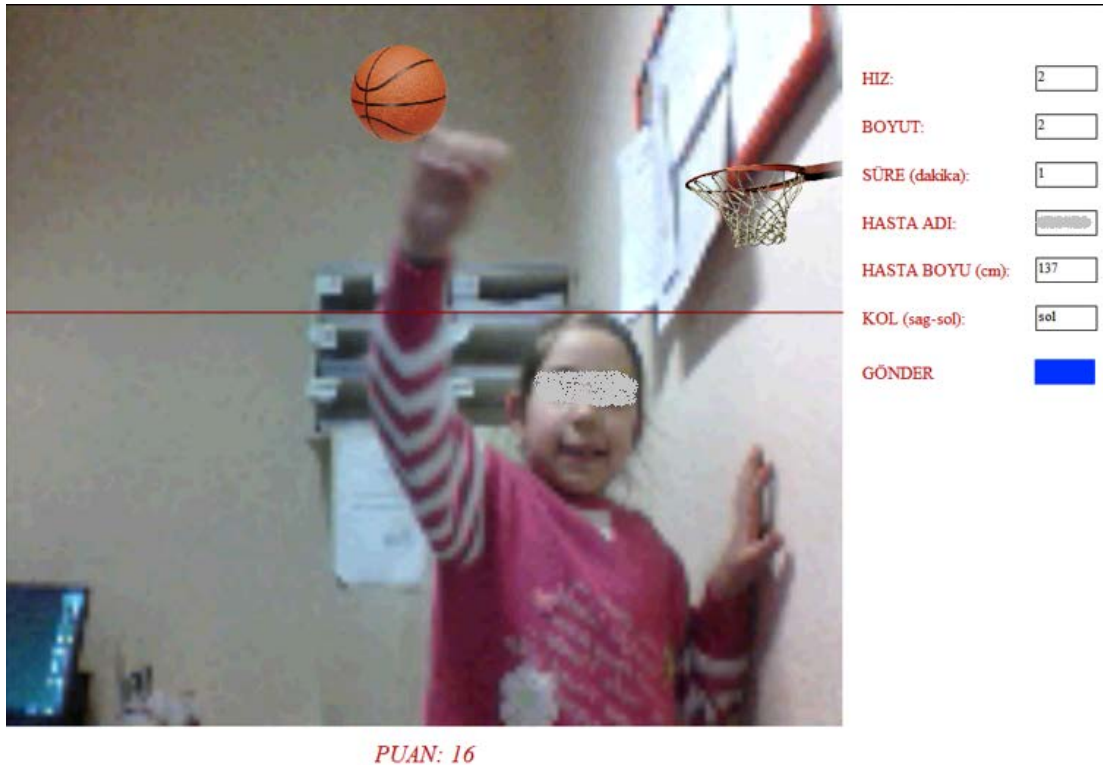 HIZ: 2
BOYUT: 2
SÜRE (dakika): 1
HASTA ADI:
HASTA BOYU (cm): 137
KOL (sag-sol): sol
GÖNDER
PUAN: 16